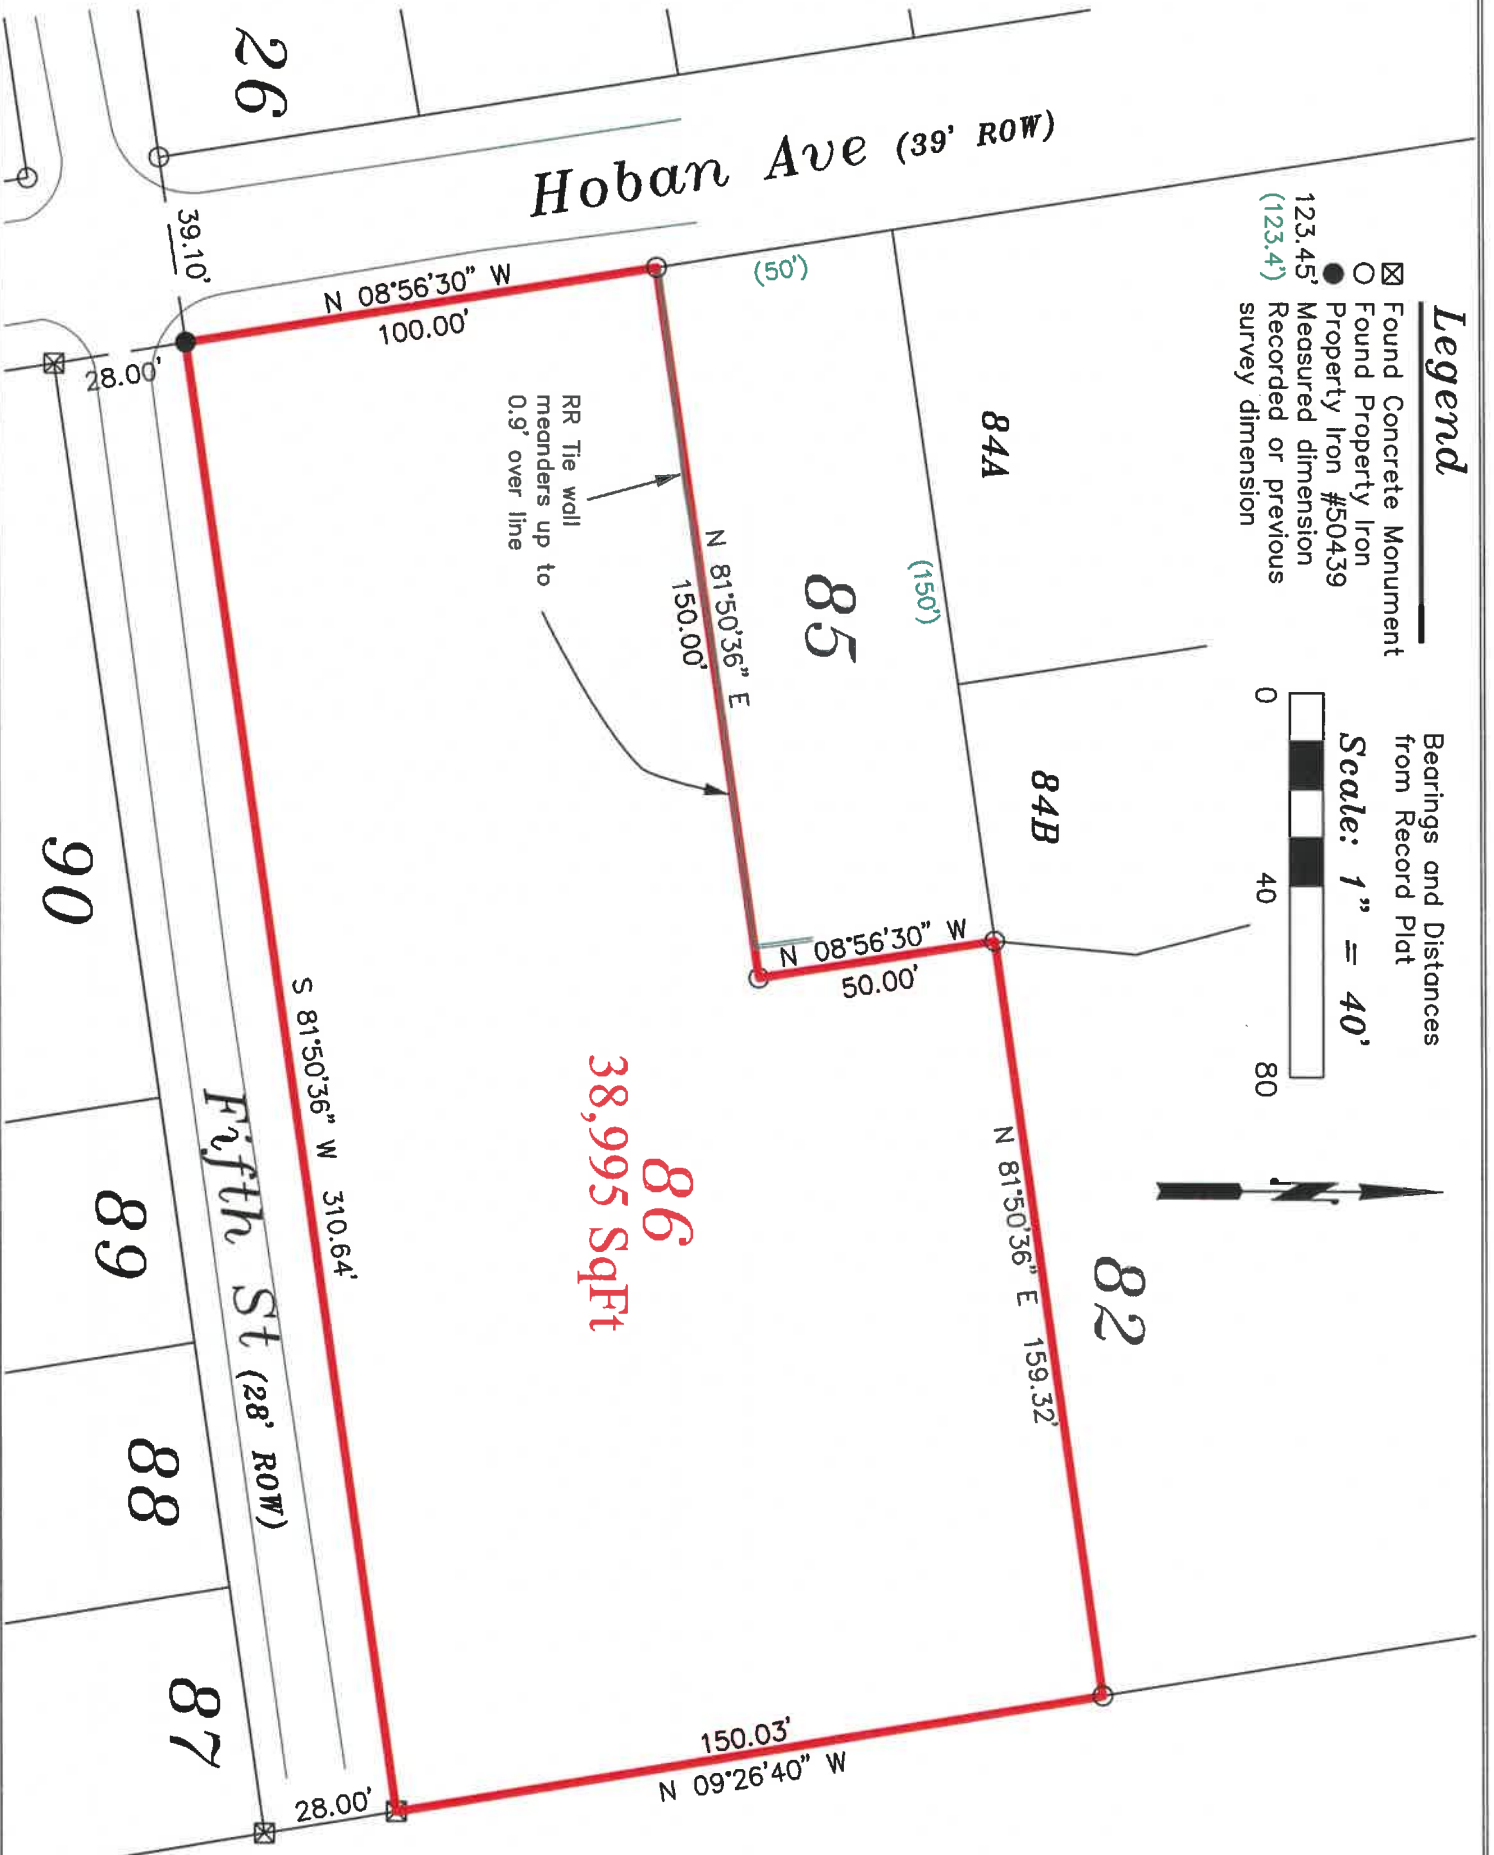 Legend
Found Concrete Monument
Found Property Iron
Property Iron #50439
123.45' Measured dimension
(123.4') Recorded or previous
survey dimension
Bearings and Distances
from Record Plat
Scale: 1" = 40'
0 40 80
26
Hoban Ave (39' ROW)
39.10'
28.00'
N 08°56'30" W
100.00'
(50')
84A
(150')
85
84B
82
RR Tie wall
meanders up to
0.9' over line
N 81°50'36" E
150.00'
N 08°56'30" W
50.00'
N 81°50'36" E 159.32'
86
38,995 SqFt
S 81°50'36" W 310.64'
150.03'
N 09°26'40" W
28.00'
Fifth St (28' ROW)
90
89
88
87